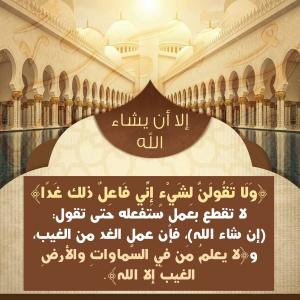 إلا أن يشاء
الله
﴿وَلَا تَقُولَنَّ لِشَيْءٍ إِنِّي فَاعِلٌ ذَلِكَ غَدًا﴾
لا تقطع بعملٍ ستفعله حتى تقول:
(إن شاء الله)، فإن عمل الغد من الغيب،
و﴿لا يعلمُ من في السماواتِ والأرض
الغيبَ إلا الله﴾.